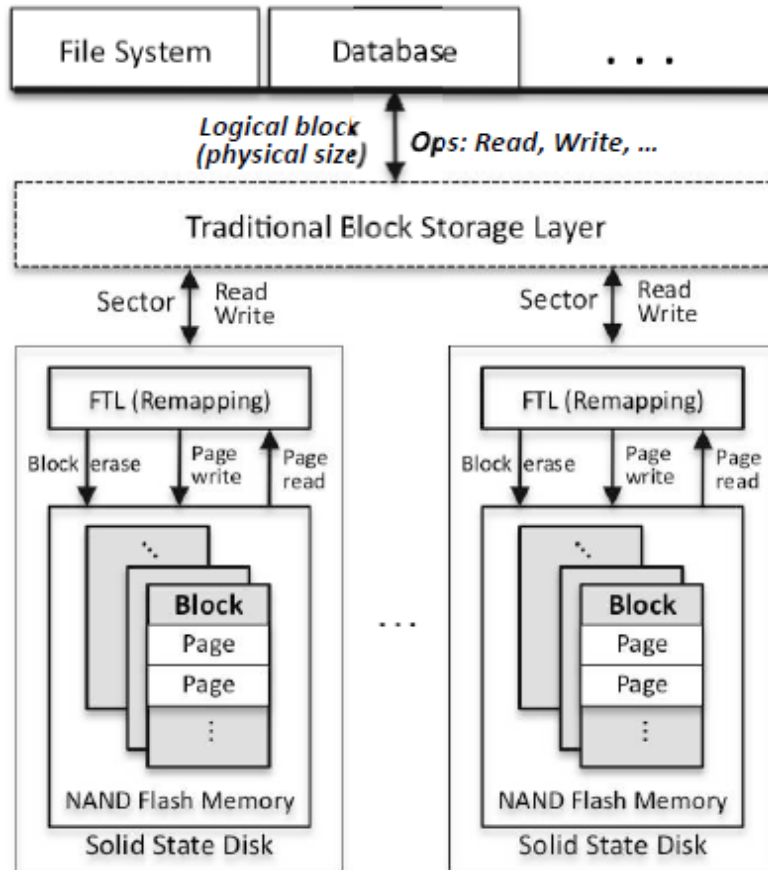 File System
Database
. . .
Logical block
(physical size)
Ops: Read, Write, ...
Traditional Block Storage Layer
Sector
Read
Write
Sector
Read
Write
FTL (Remapping)
FTL (Remapping)
Block erase
Page
write
Page
read
Block erase
Page
write
Page
read
Block
Page
Page
...
Block
Page
Page
NAND Flash Memory
NAND Flash Memory
Solid State Disk
Solid State Disk